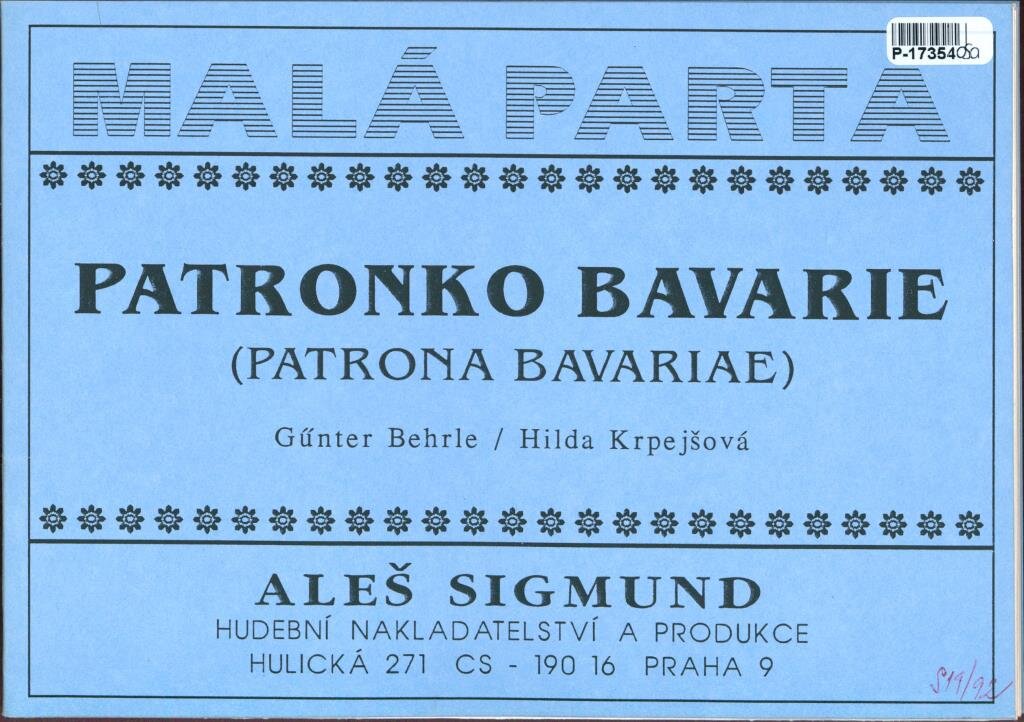 MALÁ PARTA
P-17354
PATRONKO BAVARIE
(PATRONA BAVARIAE)
Gűnter Behrle / Hilda Krpejšová
ALEŠ SIGMUND
HUDEBNÍ NAKLADATELSTVÍ A PRODUKCE
HULICKÁ 271 CS - 190 16 PRAHA 9